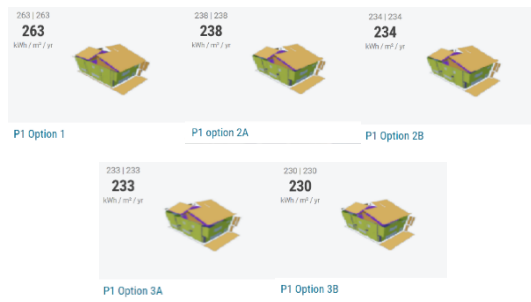 263 | 263
263
kWh / m² / yr
P1 Option 1
238 | 238
238
kWh / m² / yr
P1 option 2A
234 | 234
234
kWh / m² / yr
P1 Option 2B
233 | 233
233
kWh / m² / yr
P1 Option 3A
230 | 230
230
kWh / m² / yr
P1 Option 3B